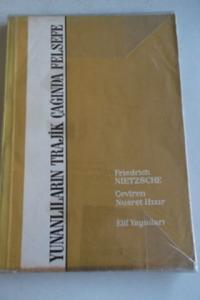 YUNANLILARIN TRAJİK ÇAĞINDA FELSEFE
Friedrich
NIETZSCHE
Çeviren
Nusret Hızır
Elif Yayınları